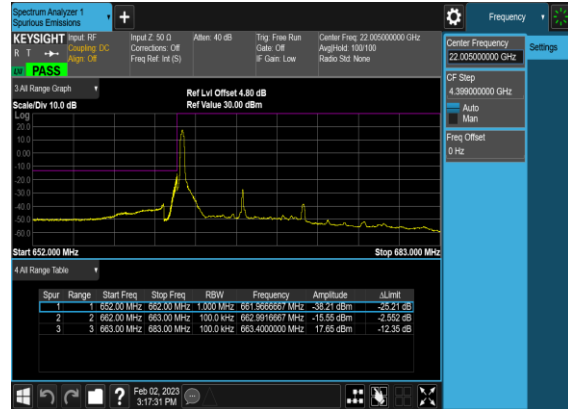 Spectrum Analyzer 1
Spurious Emissions
+
Frequency
KEYSIGHT
R T
LM PASS
Input: RF
Coupling: DC
Align: Off
Input Z: 50 Ω
Corrections: Off
Freq Ref: Int (S)
Atten: 40 dB
Trig: Free Run
Gate: Off
IF Gain: Low
Center Freq: 22.005000000 GHz
Avg|Hold: 100/100
Radio Std: None
Center Frequency
22.005000000 GHz
Settings
CF Step
4.399000000 GHz
Auto
Man
Freq Offset
0 Hz
3 All Range Graph
Scale/Div 10.0 dB
Ref Lvl Offset 4.80 dB
Ref Value 30.00 dBm
Log
20.0
10.0
0.00
-10.0
-20.0
-30.0
-40.0
-50.0
-60.0
Start 652.000 MHz
Stop 683.000 MHz
4 All Range Table
Spur Range Start Freq Stop Freq RBW Frequency Amplitude ΔLimit
1 1 652.00 MHz 662.00 MHz 1.000 MHz 661.9666667 MHz -38.21 dBm -25.21 dB
2 2 662.00 MHz 663.00 MHz 100.0 kHz 662.9916667 MHz -15.55 dBm -2.552 dB
3 3 663.00 MHz 683.00 MHz 100.0 kHz 663.4000000 MHz 17.65 dBm -12.35 dB
?
Feb 02, 2023
3:17:31 PM